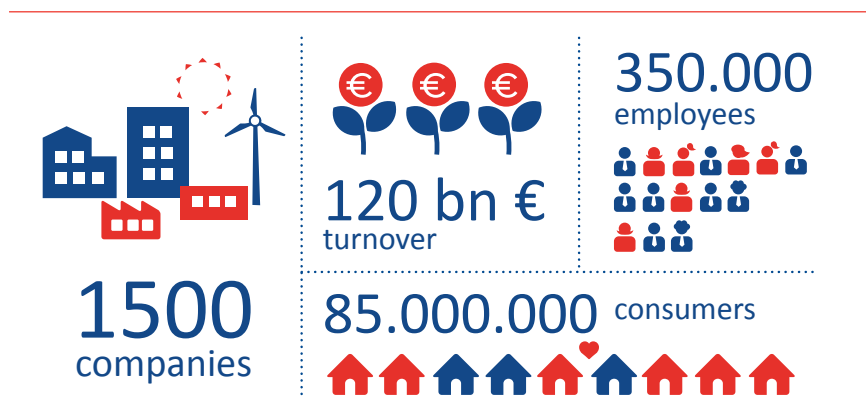 1500
companies
€ € €
120 bn €
turnover
350.000
employees
85.000.000 consumers